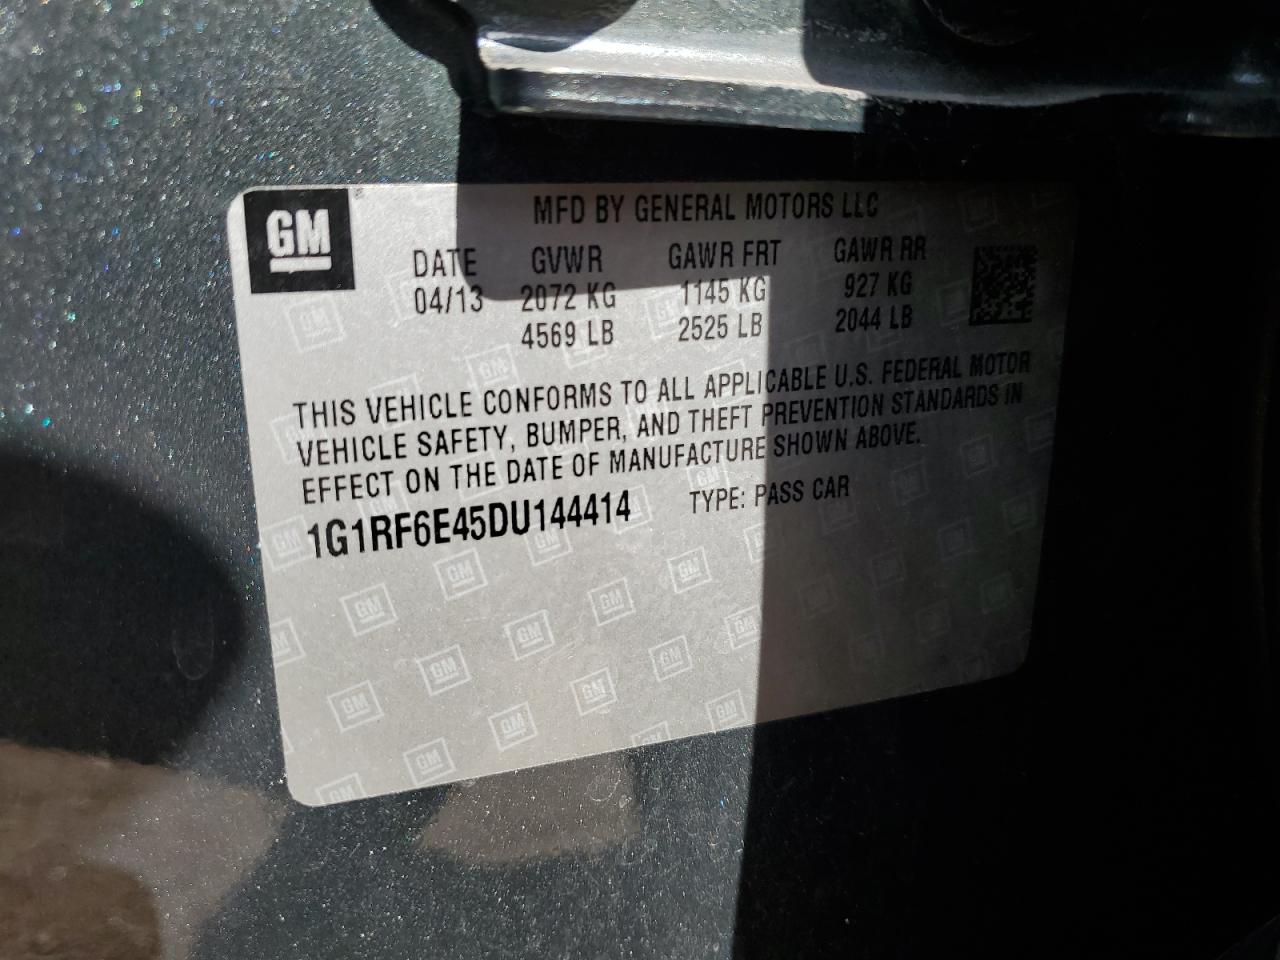 GM ®
MFD BY GENERAL MOTORS LLC
DATE GVWR GAWR FRT GAWR RR
04/13 2072 KG 1145 KG 927 KG
4569 LB 2525 LB 2044 LB
THIS VEHICLE CONFORMS TO ALL APPLICABLE U.S. FEDERAL MOTOR
VEHICLE SAFETY, BUMPER, AND THEFT PREVENTION STANDARDS IN
EFFECT ON THE DATE OF MANUFACTURE SHOWN ABOVE.
1G1RF6E45DU144414 TYPE: PASS CAR